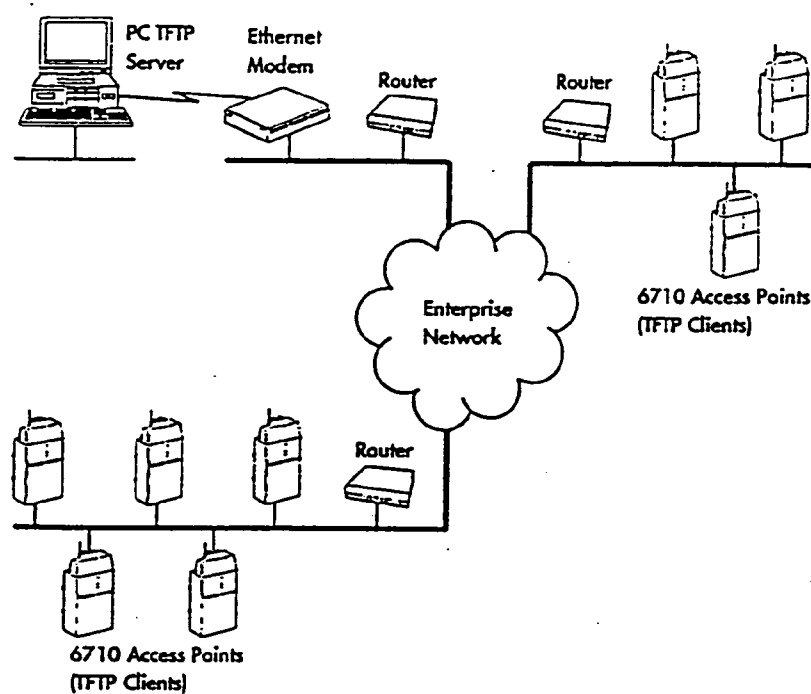 PC TFTP
Server
Ethernet
Modem
Router
Router
6710 Access Points
(TFTP Clients)
Enterprise
Network
Router
6710 Access Points
(TFTP Clients)